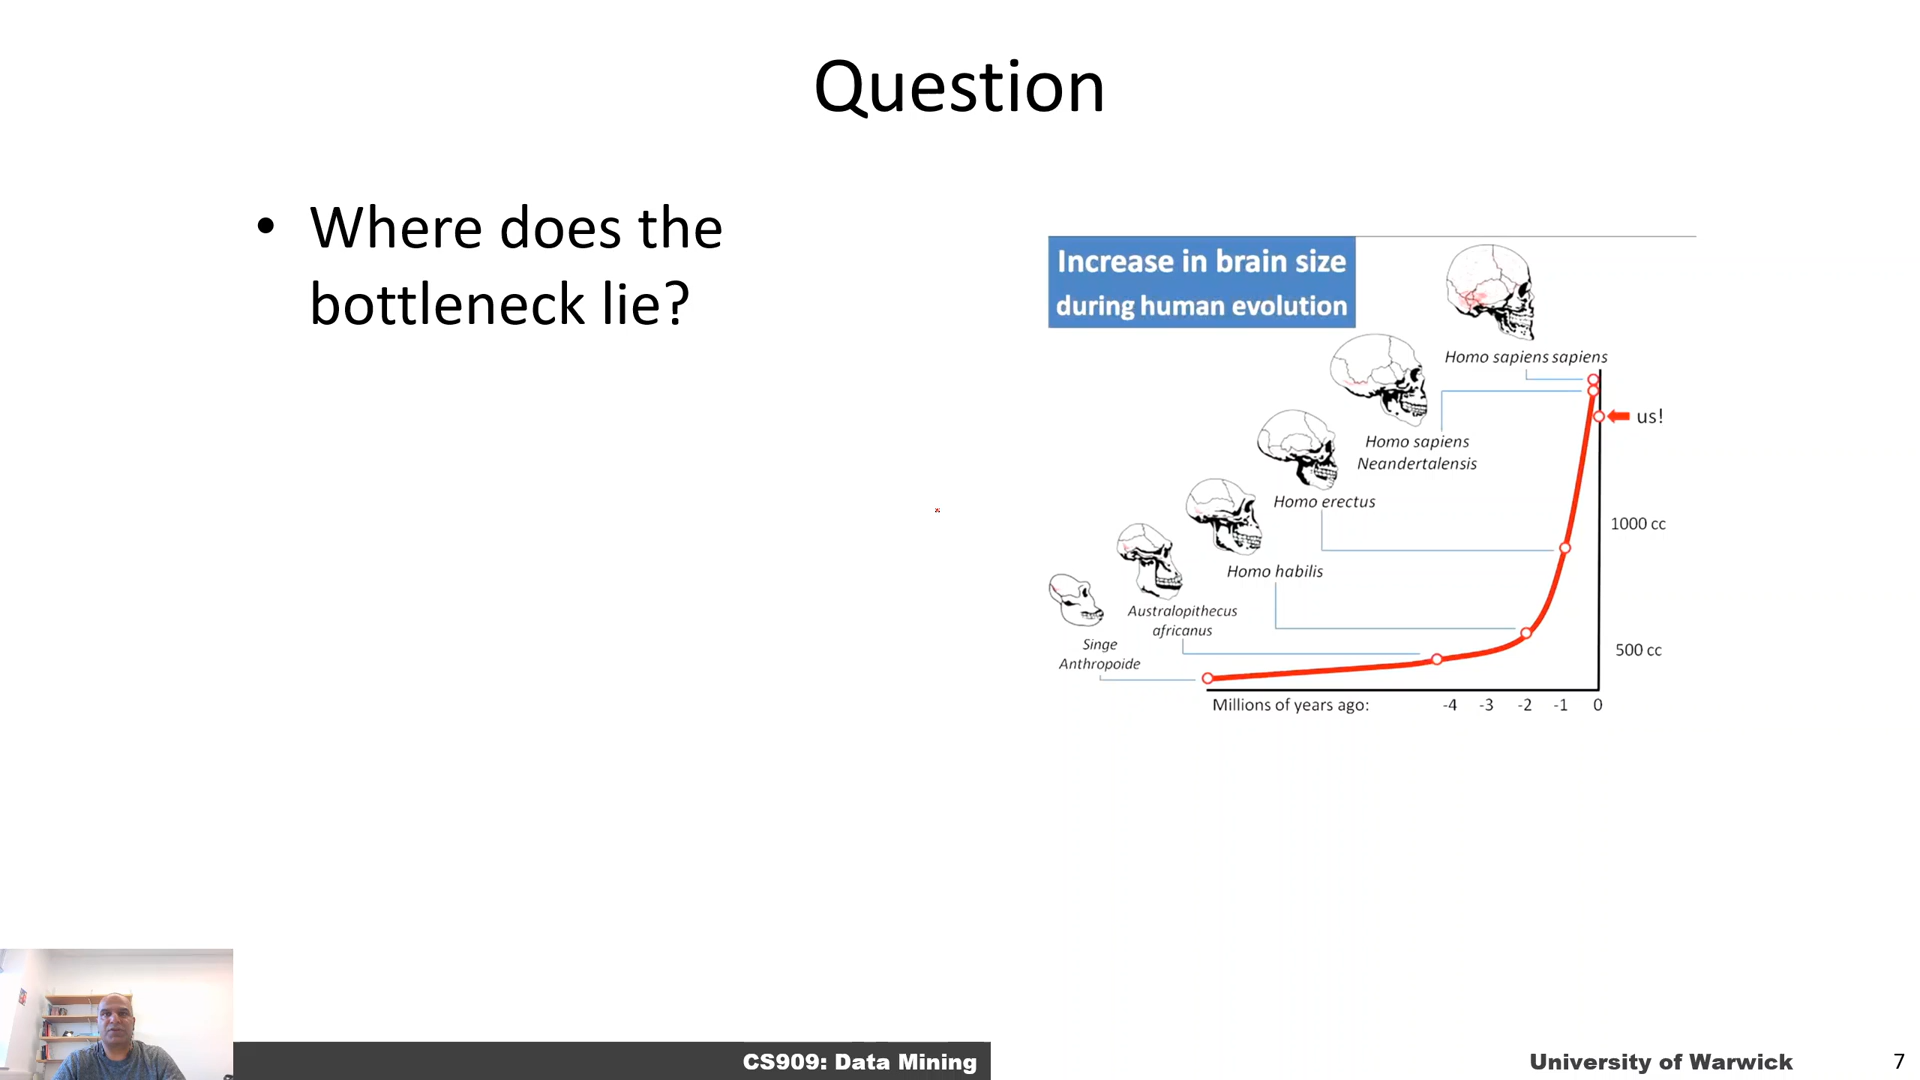 Question
• Where does the
bottleneck lie?
Increase in brain size
during human evolution
Homo sapiens sapiens
us!
Homo sapiens
Neandertalensis
Homo erectus
1000 cc
Homo habilis
Australopithecus
africanus
Singe
Anthropoide
500 cc
Millions of years ago: -4 -3 -2 -1 0
CS909: Data Mining
University of Warwick 7